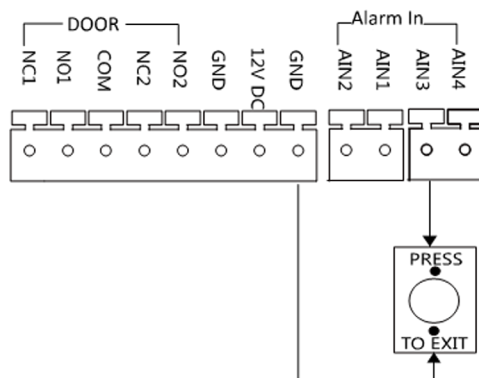 DOOR
Alarm In
NC1
NO1
COM
NC2
NO2
GND
12V DC
GND
AIN2
AIN1
AIN3
AIN4
PRESS
TO EXIT